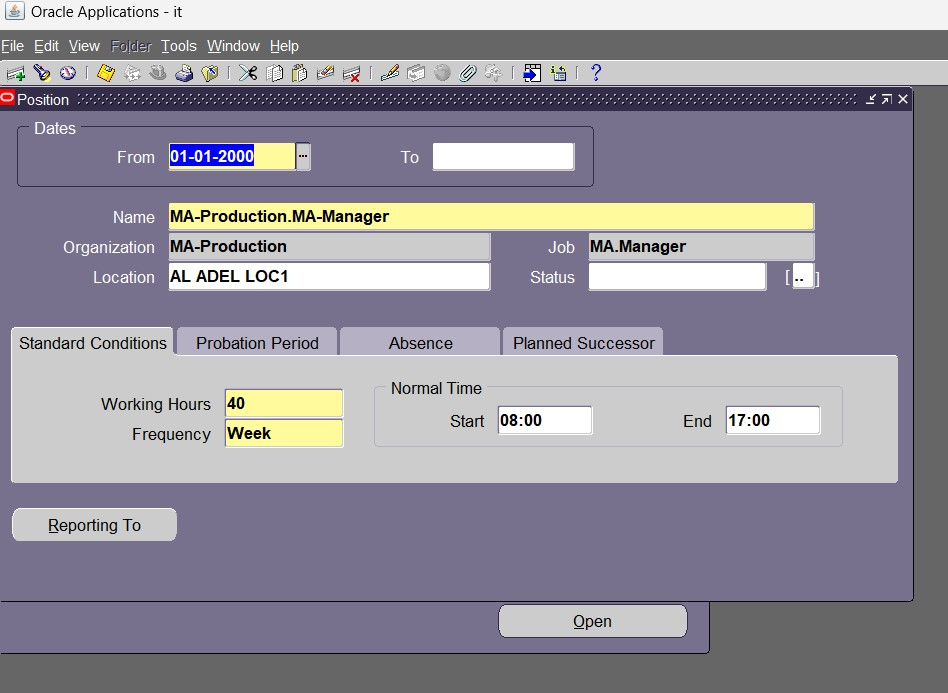 Oracle Applications - it
File Edit View Folder Tools Window Help
Position
Dates
From 01-01-2000 ... To
Name MA-Production.MA-Manager
Organization MA-Production Job MA.Manager
Location AL ADEL LOC1 Status [ .. ]
Standard Conditions Probation Period Absence Planned Successor
Normal Time
Working Hours 40 Start 08:00 End 17:00
Frequency Week
Reporting To
Open